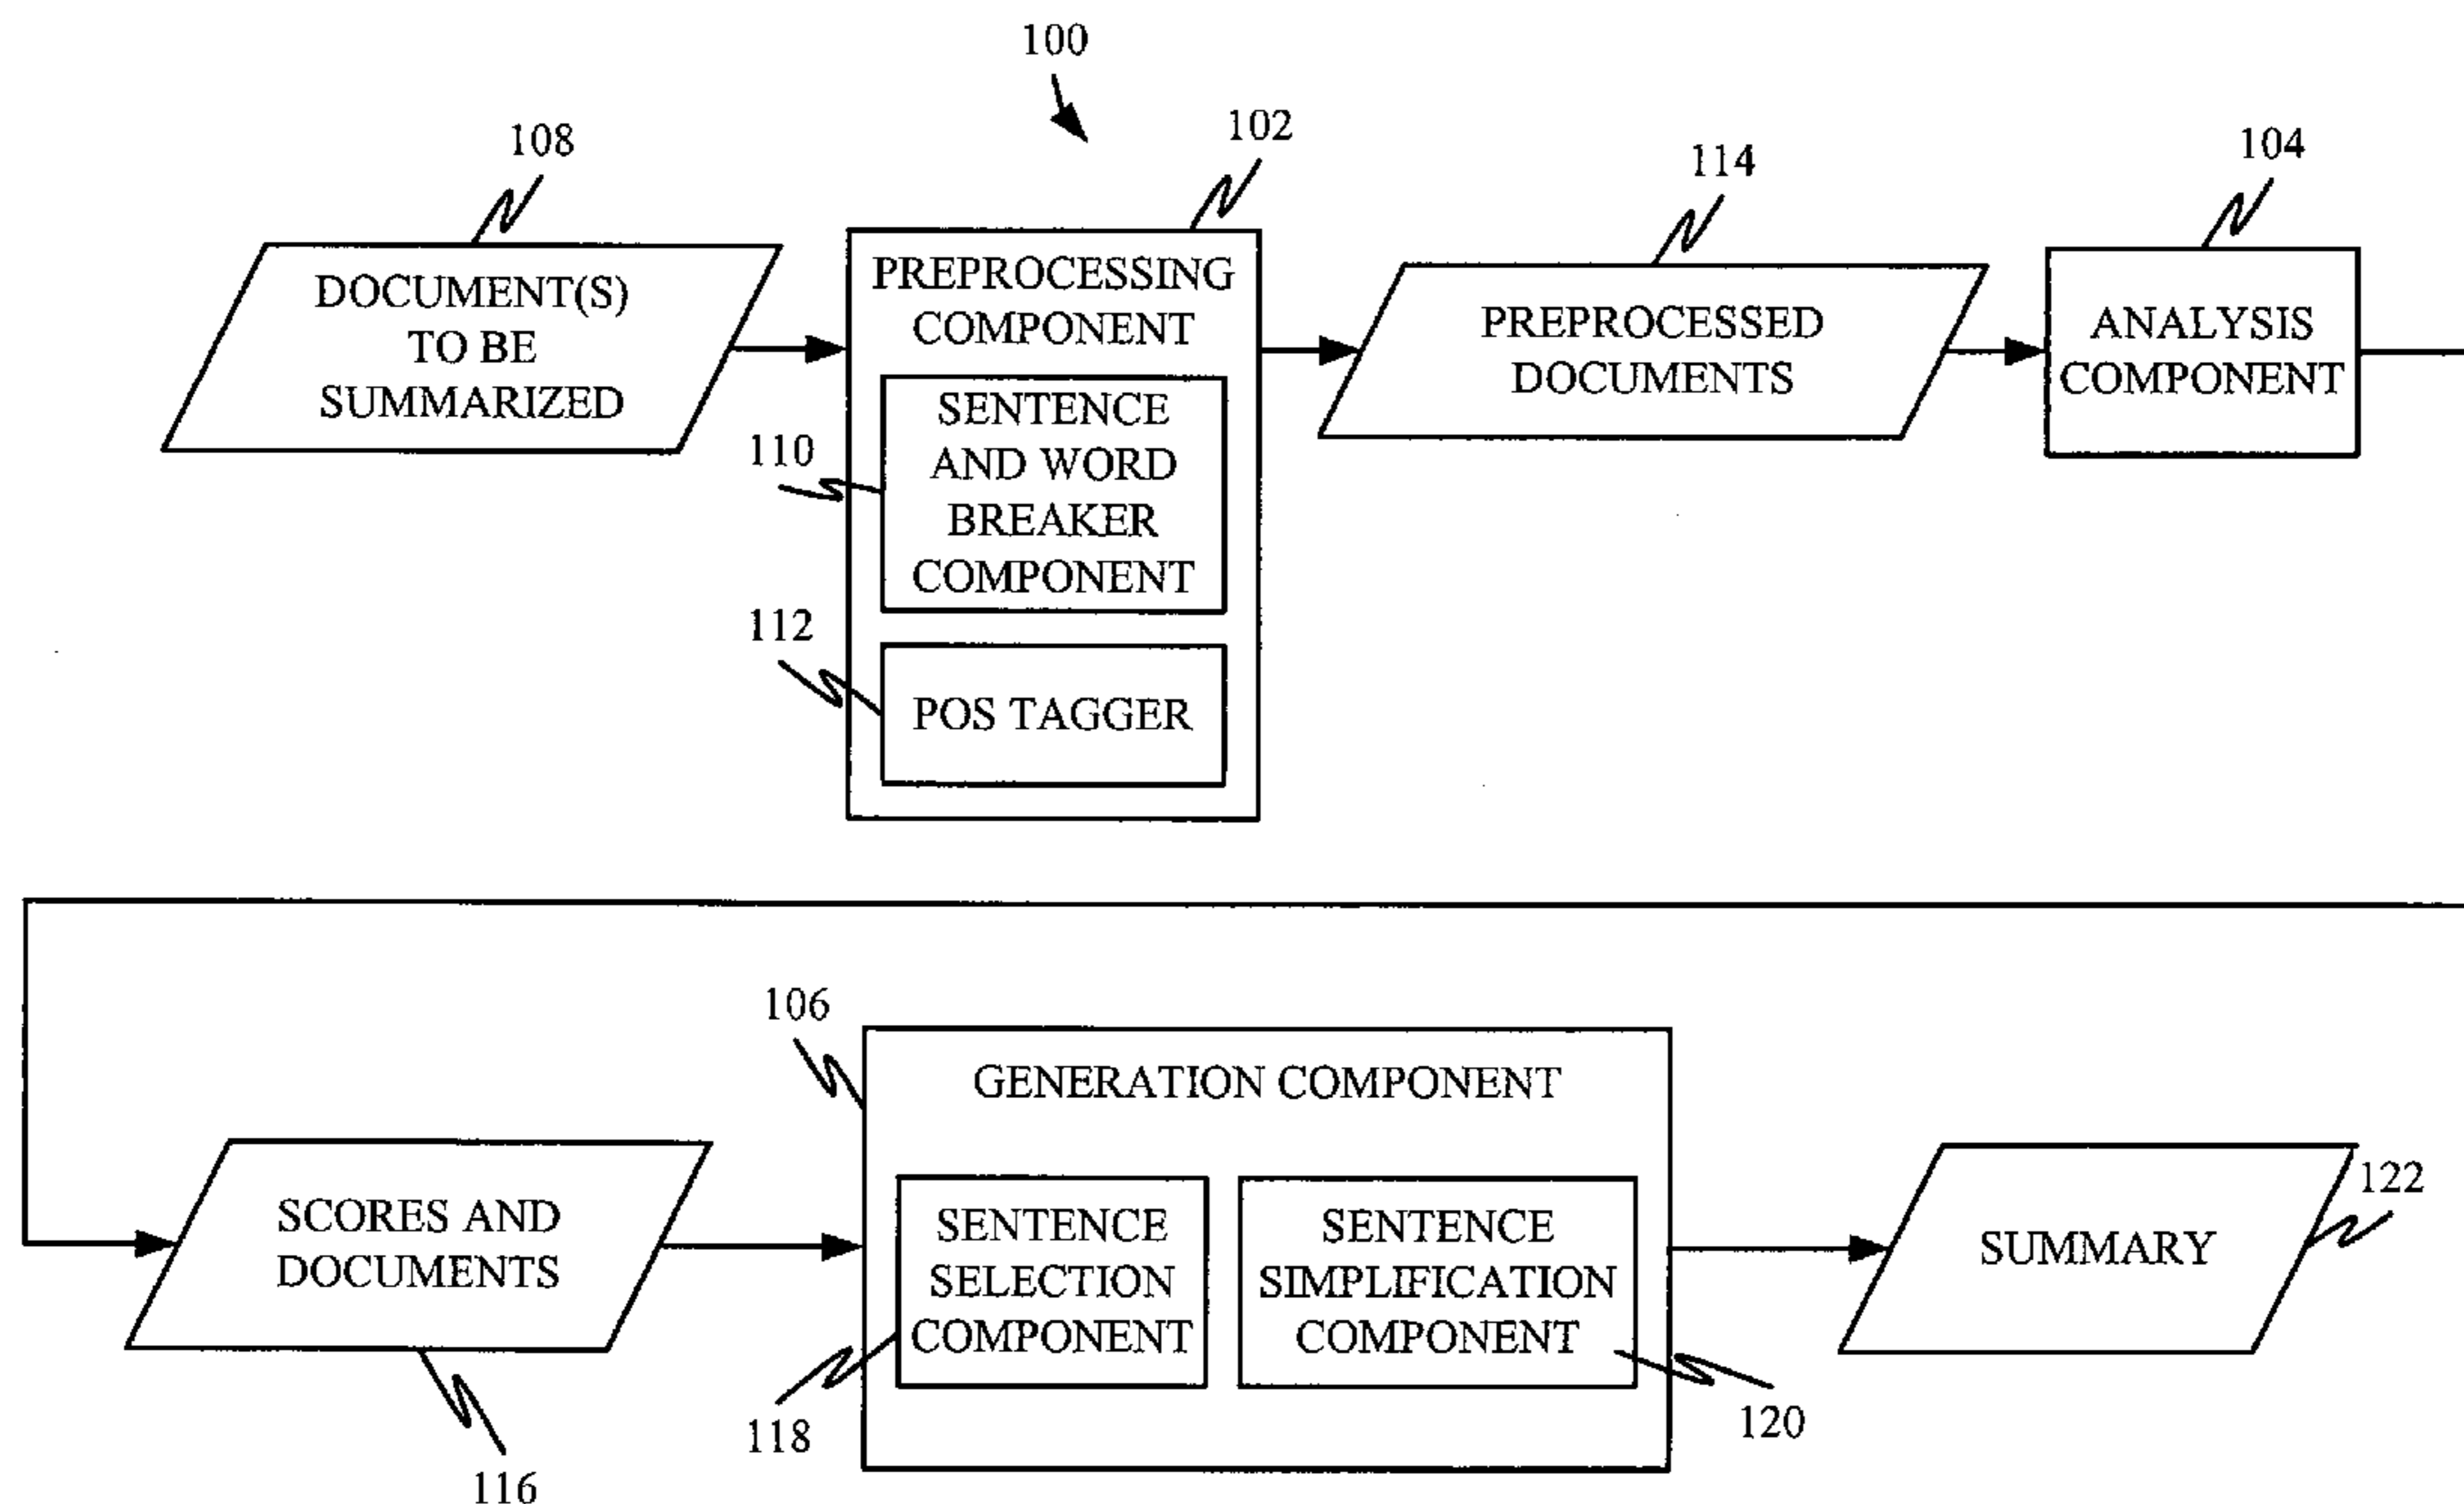 100
108
102
114
104
DOCUMENT(S)
TO BE
SUMMARIZED
PREPROCESSING
COMPONENT
110
SENTENCE
AND WORD
BREAKER
COMPONENT
112
POS TAGGER
PREPROCESSED
DOCUMENTS
ANALYSIS
COMPONENT
106
GENERATION COMPONENT
SCORES AND
DOCUMENTS
116
SENTENCE
SELECTION
COMPONENT
118
SENTENCE
SIMPLIFICATION
COMPONENT
120
SUMMARY
122